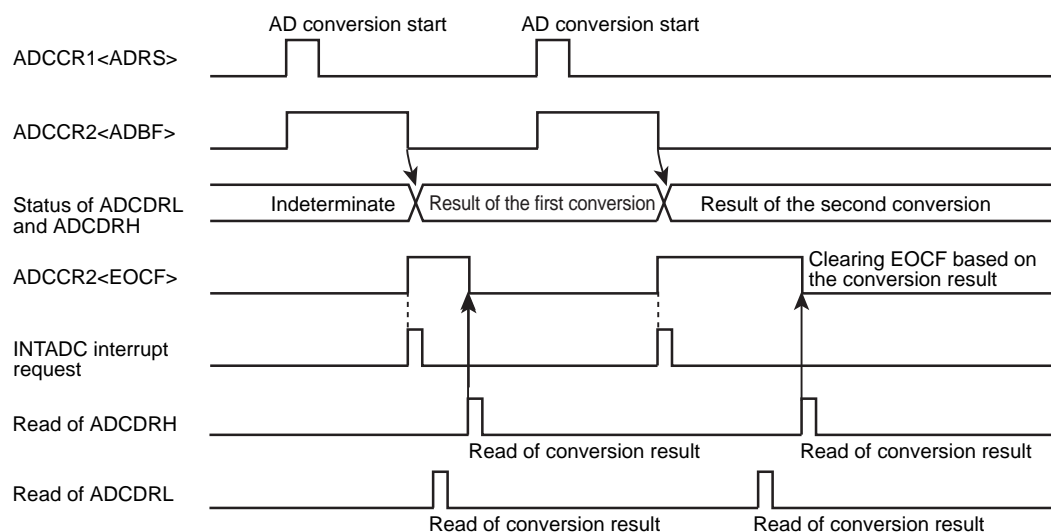 AD conversion start
AD conversion start
ADCCR1<ADRS>
ADCCR2<ADBF>
Status of ADCDRL
and ADCDRH
Indeterminate
Result of the first conversion
Result of the second conversion
ADCCR2<EOCF>
Clearing EOCF based on
the conversion result
INTADC interrupt
request
Read of ADCDRH
Read of conversion result
Read of conversion result
Read of ADCDRL
Read of conversion result
Read of conversion result